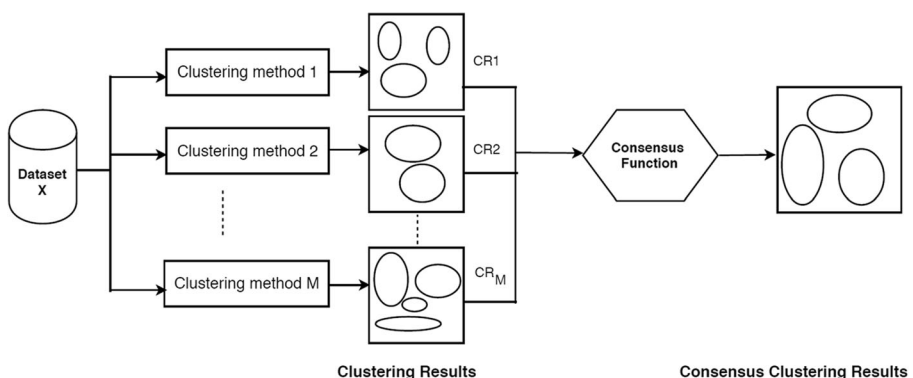 Dataset
X
Clustering method 1
Clustering method 2
Clustering method M
CR1
CR2
CRM
Consensus
Function
Clustering Results
Consensus Clustering Results